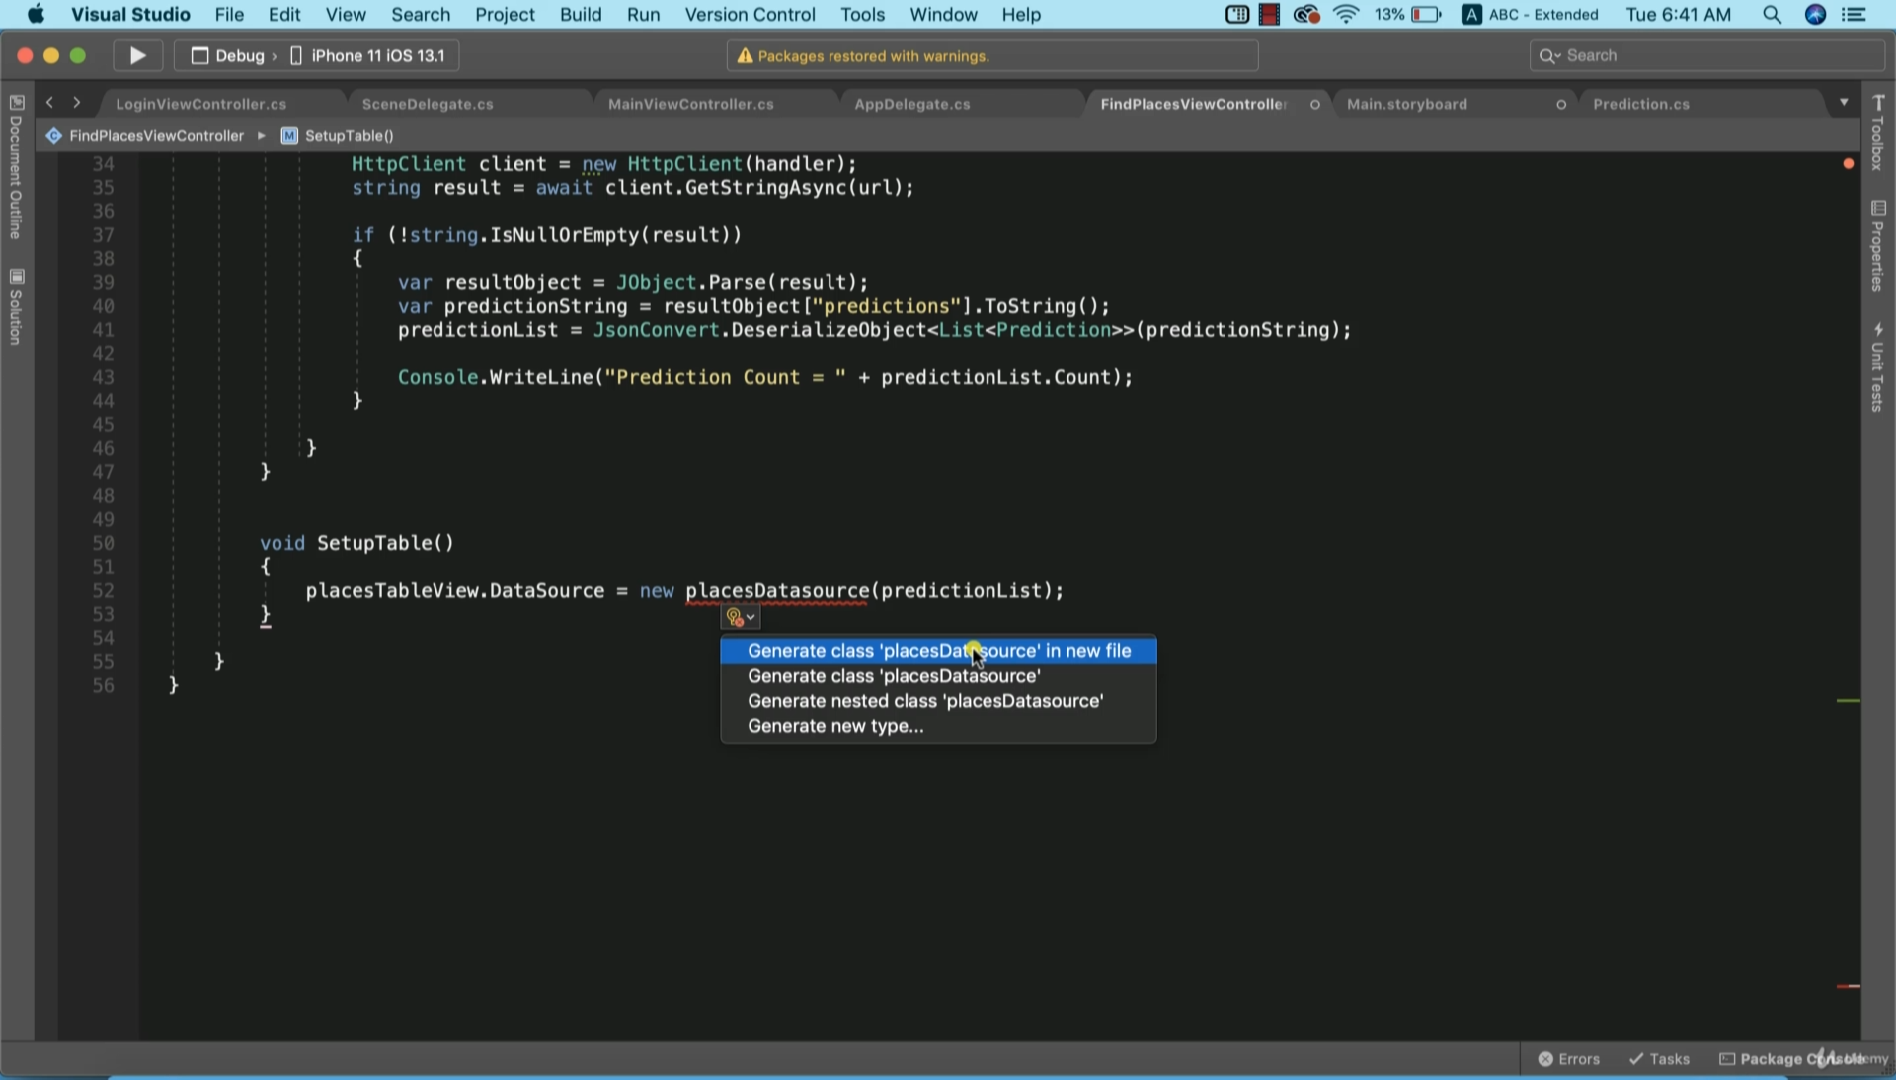 Visual Studio File Edit View Search Project Build Run Version Control Tools Window Help 13% A ABC - Extended Tue 6:41 AM
Debug › iPhone 11 iOS 13.1 Packages restored with warnings. Search
LoginViewController.cs SceneDelegate.cs MainViewController.cs AppDelegate.cs FindPlacesViewController Main.storyboard Prediction.cs
FindPlacesViewController M SetupTable()
Document Outline
Solution
Toolbox
Properties
Unit Tests
34 HttpClient client = new HttpClient(handler);
35 string result = await client.GetStringAsync(url);
36
37 if (!string.IsNullOrEmpty(result))
38 {
39 var resultObject = JObject.Parse(result);
40 var predictionString = resultObject["predictions"].ToString();
41 predictionList = JsonConvert.DeserializeObject<List<Prediction>>(predictionString);
42
43 Console.WriteLine("Prediction Count = " + predictionList.Count);
44 }
45
46 }
47 }
48
49
50 void SetupTable()
51 {
52 placesTableView.DataSource = new placesDatasource(predictionList);
53 }
54
55 }
56 }
Generate class 'placesDatasource' in new file
Generate class 'placesDatasource'
Generate nested class 'placesDatasource'
Generate new type...
Errors Tasks Package Console